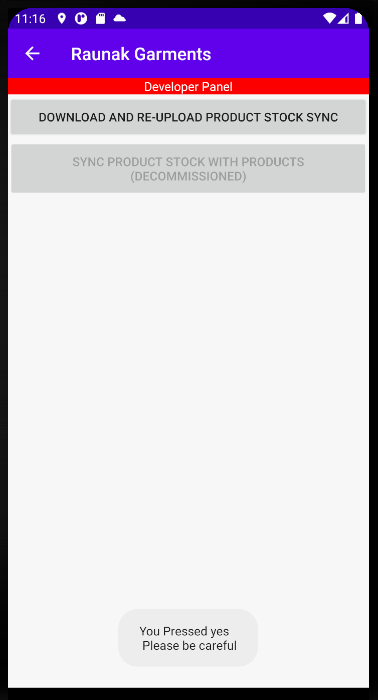 11:16
Raunak Garments
Developer Panel
DOWNLOAD AND RE-UPLOAD PRODUCT STOCK SYNC
SYNC PRODUCT STOCK WITH PRODUCTS
(DECOMMISSIONED)
You Pressed yes
Please be careful